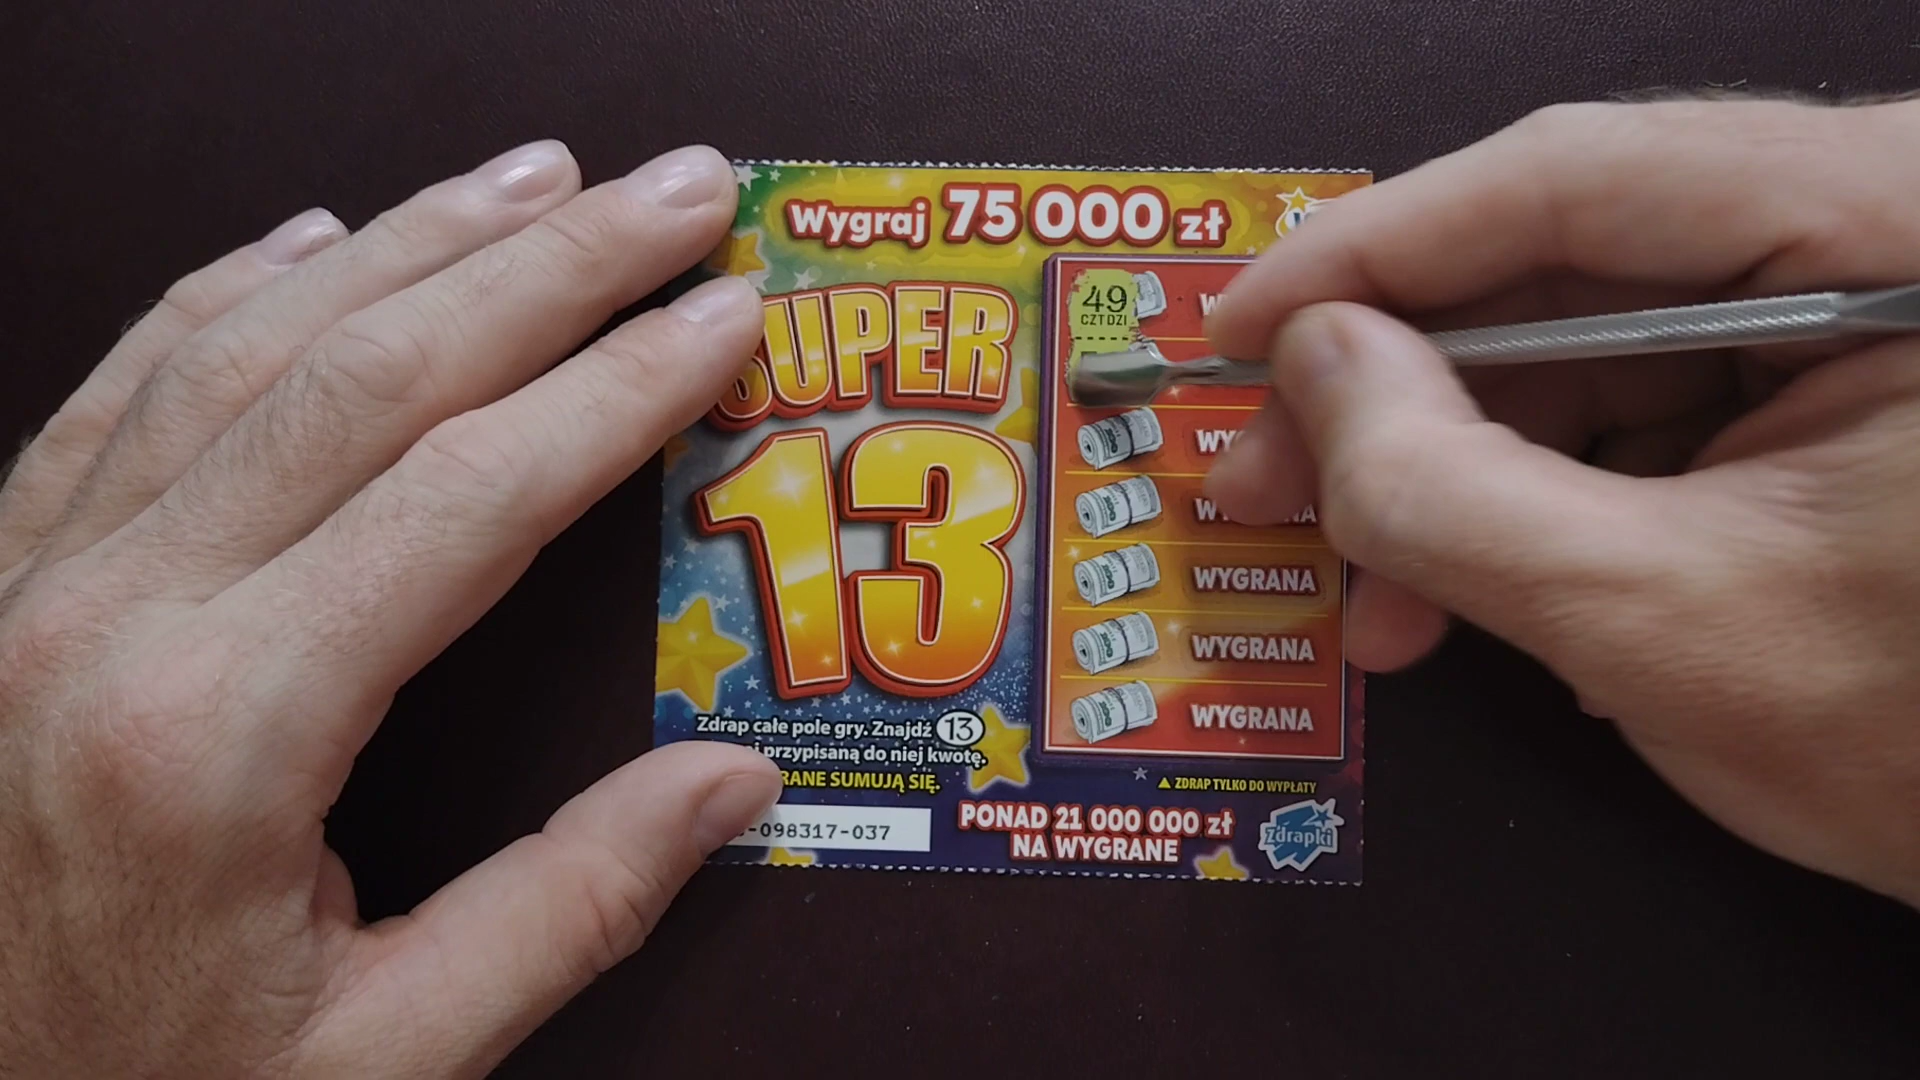 Wygraj 75 000 zł
SUPER
13
49
CZTDZI
WYGRANA
WYGRANA
WYGRANA
Zdrap całe pole gry. Znajdź 13
przypisaną do niej kwotę.
SUMUJĄ SIĘ.
-098317-037
▲ ZDRAP TYLKO DO WYPŁATY
PONAD 21 000 000 zł
NA WYGRANE
Zdrapki